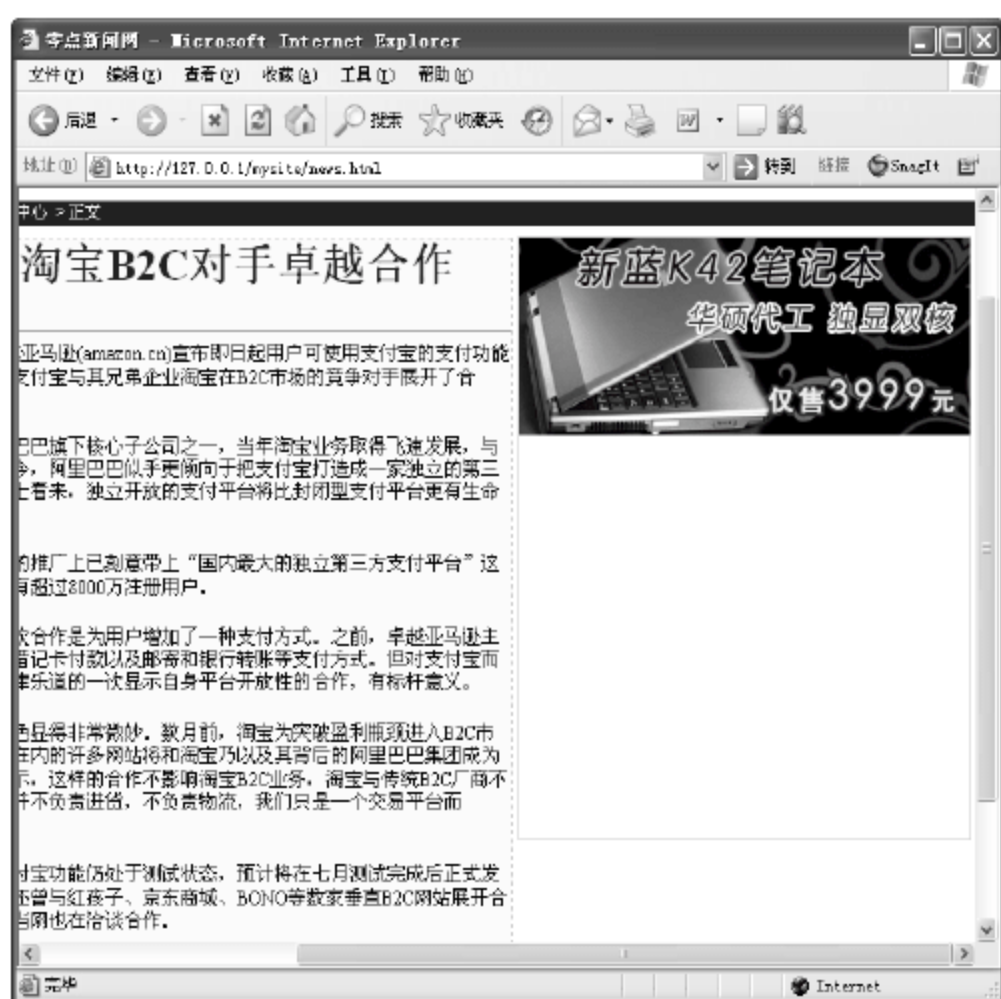 零点新闻网 - Microsoft Internet Explorer
文件(F) 编辑(E) 查看(V) 收藏(A) 工具(T) 帮助(H)
后退 搜索 收藏夹
地址(D) http://127.0.0.1/mysite/news.html 转到 链接 SnagIt
中心 > 正文
淘宝B2C对手卓越合作
新蓝K42笔记本
华硕代工 独显双核
仅售3999元
亚马逊(amazon.cn)宣布即日起用户可使用支付宝的支付功能
支付宝与其兄弟企业淘宝在B2C市场的竞争对手展开了合
巴巴旗下核心子公司之一，当年淘宝业务取得飞速发展，与
，阿里巴巴似乎更倾向于把支付宝打造成一家独立的第三
士看来，独立开放的支付平台将比封闭型支付平台更有生命
的推广上已刻意带上“国内最大的独立第三方支付平台”这
有超过8000万注册用户。
次合作是为用户增加了一种支付方式。之前，卓越亚马逊主
借记卡付款以及邮寄和银行转账等支付方式。但对支付宝而
津乐道的一次显示自身平台开放性的合作，有标杆意义。
色显得非常微妙。数月前，淘宝为突破盈利瓶颈进入B2C市
在内的许多网站将和淘宝乃以及其背后的阿里巴巴集团成为
示，这样的合作不影响淘宝B2C业务，淘宝与传统B2C厂商不
并不负责进货，不负责物流，我们只是一个交易平台而
付宝功能仍处于测试状态，预计将在七月测试完成后正式发
还曾与红孩子、京东商城、BONO等数家垂直B2C网站展开合
当网也在洽谈合作。
完毕 Internet